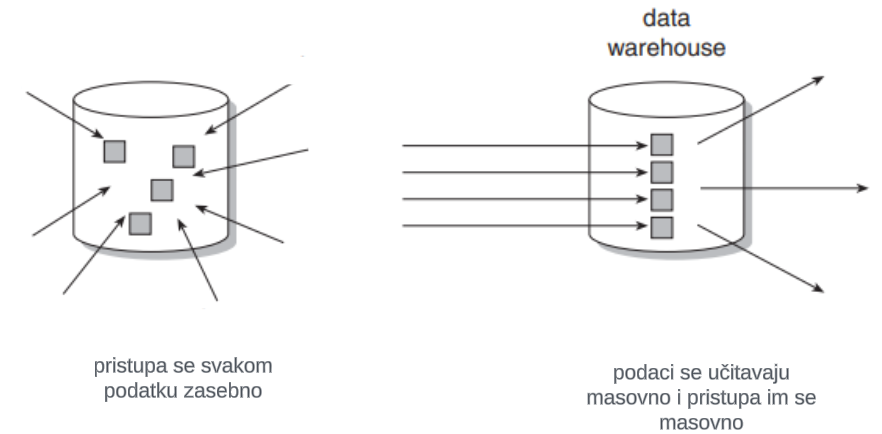 data
warehouse
pristupa se svakom
podatku zasebno
podaci se učitavaju
masovno i pristupa im se
masovno